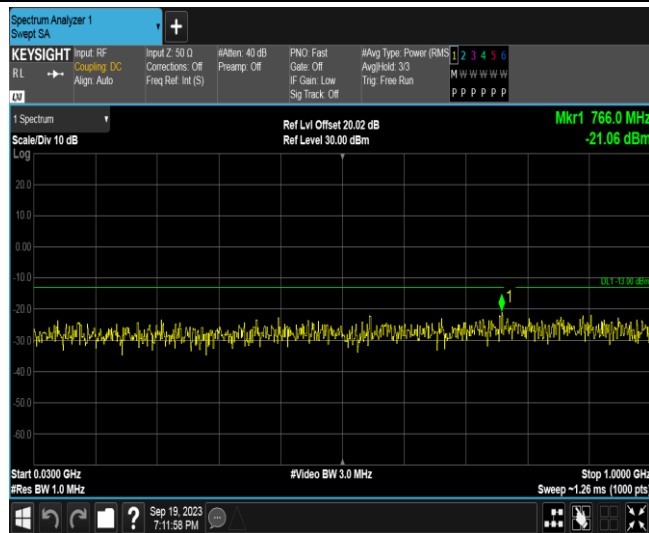 Spectrum Analyzer 1
Swept SA
+
KEYSIGHT
RL
LXI
Input: RF
Coupling: DC
Align: Auto
Input Z: 50 Ω
Corrections: Off
Freq Ref: Int (S)
#Atten: 40 dB
Preamp: Off
PNO: Fast
Gate: Off
IF Gain: Low
Sig Track: Off
#Avg Type: Power (RMS
Avg|Hold: 3/3
Trig: Free Run
1 2 3 4 5 6
M W W W W W
P P P P P P
1 Spectrum
Scale/Div 10 dB
Log
Ref Lvl Offset 20.02 dB
Ref Level 30.00 dBm
Mkr1 766.0 MHz
-21.06 dBm
20.0
10.0
0.00
-10.0
DL1 -13.00 dBm
1
-20.0
-30.0
-40.0
-50.0
-60.0
Start 0.0300 GHz
#Res BW 1.0 MHz
#Video BW 3.0 MHz
Stop 1.0000 GHz
Sweep ~1.26 ms (1000 pts)
?
Sep 19, 2023
7:11:58 PM